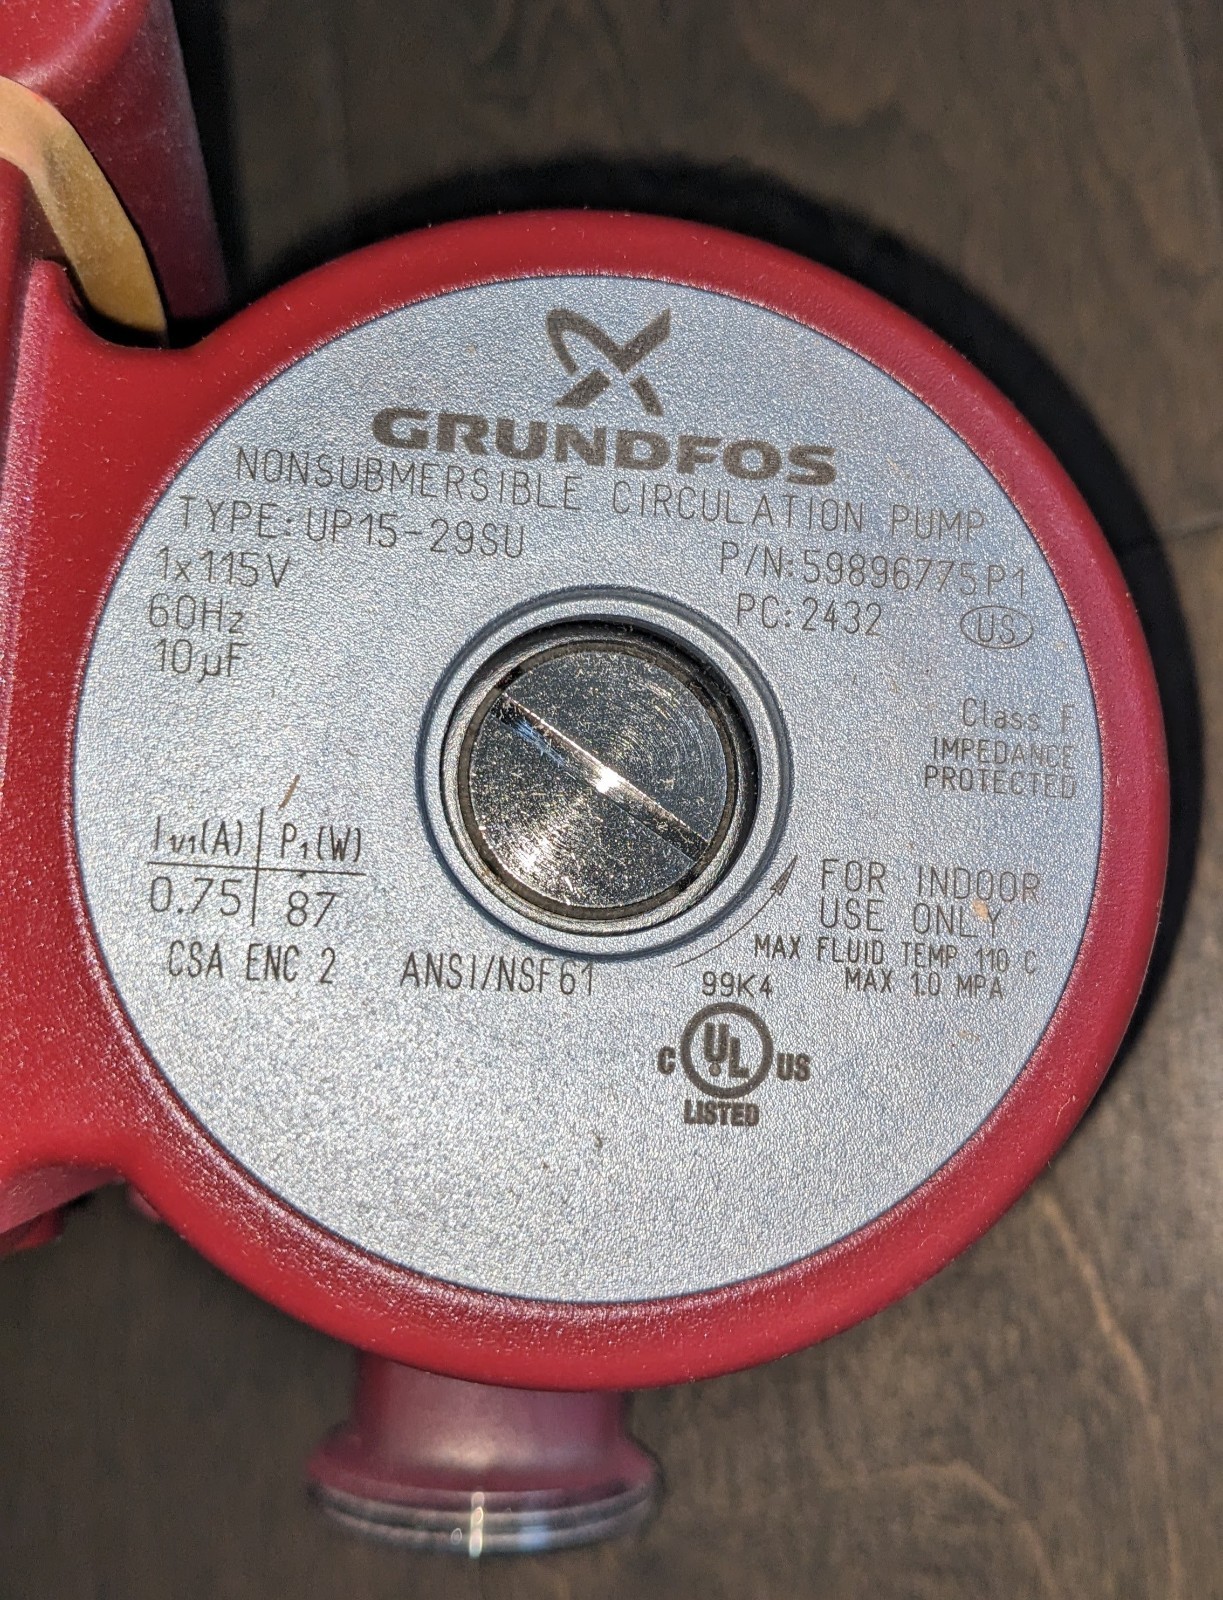 GRUNDFOS
NONSUBMERSIBLE CIRCULATION PUMP
TYPE: UP15-29SU
P/N: 59896775P1
1x115V
PC: 2432
US
60Hz
10µF
Class F
IMPEDANCE
PROTECTED
I1/1(A) P1(W)
0.75 87
CSA ENC 2
ANSI/NSF61
FOR INDOOR
USE ONLY
MAX FLUID TEMP 110 C
MAX 1.0 MPA
99K4
C UL US
LISTED